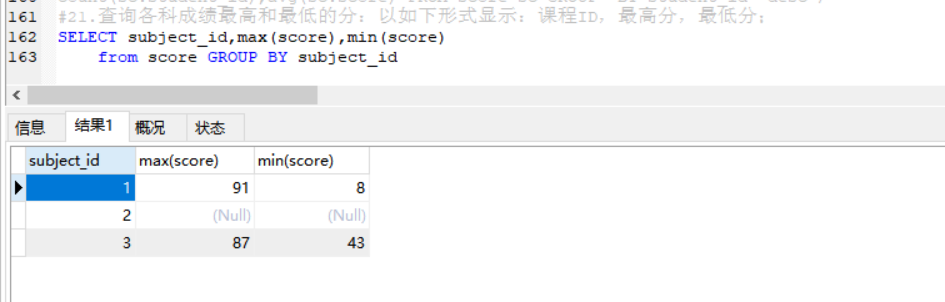 161 #21.查询各科成绩最高和最低的分: 以如下形式显示: 课程ID, 最高分, 最低分;
162 SELECT subject_id,max(score),min(score)
163 from score GROUP BY subject_id
信息 结果1 概况 状态
subject_id max(score) min(score)
1 91 8
2 (Null) (Null)
3 87 43